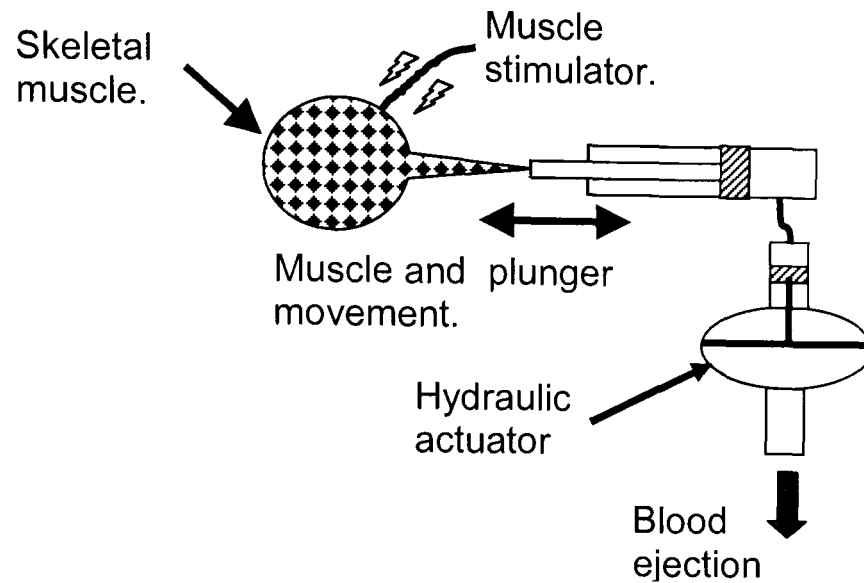 Skeletal
muscle.
Muscle
stimulator.
Muscle and plunger
movement.
Hydraulic
actuator
Blood
ejection